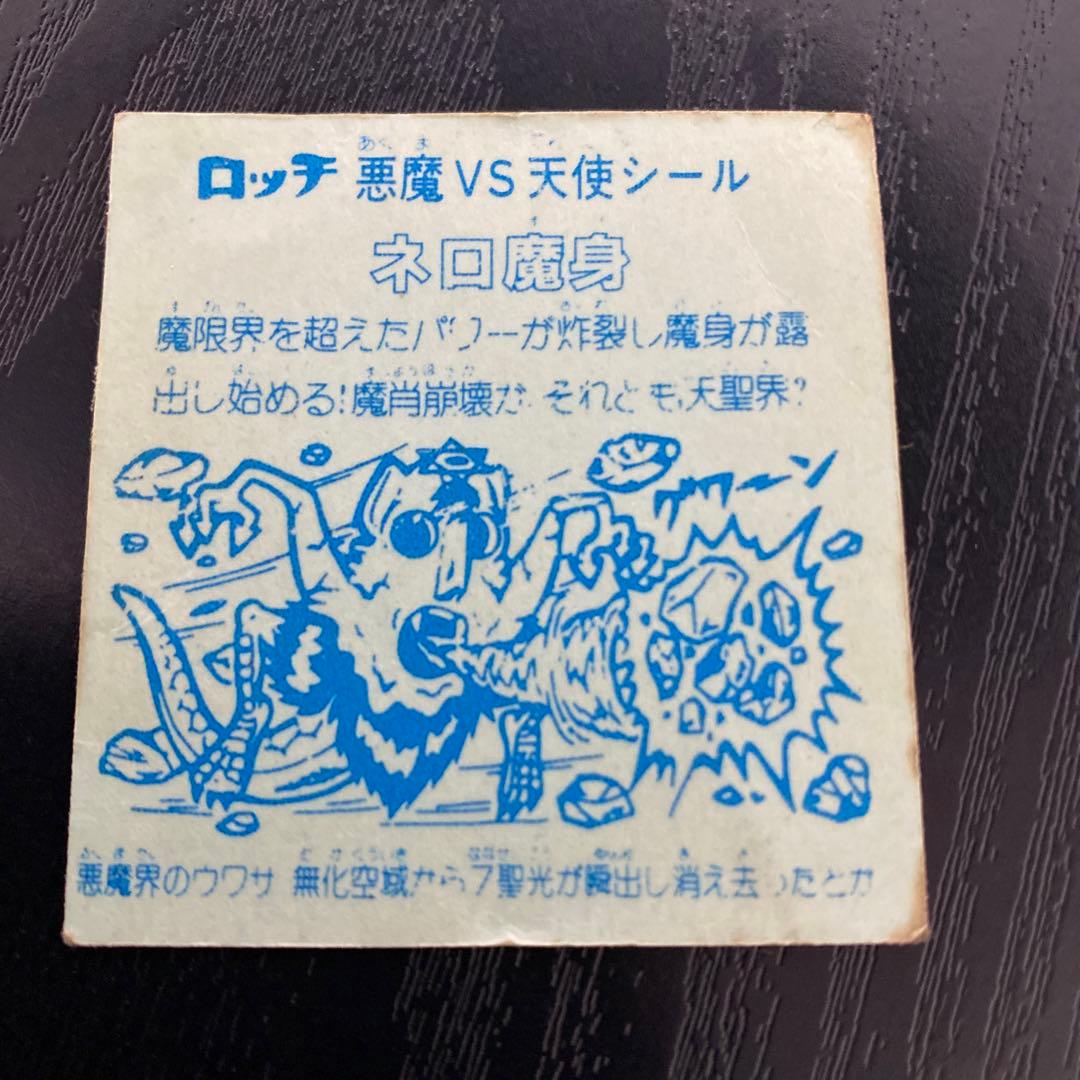 ロッチ 悪魔VS天使シール
ネロ魔身
魔限界を超えたパワーが炸裂し魔身が露
出し始める!魔肖崩壊か それとも天聖界?
グワーン
悪魔界のウワサ 無化空域から7聖光が瞬出し消え去ったとか